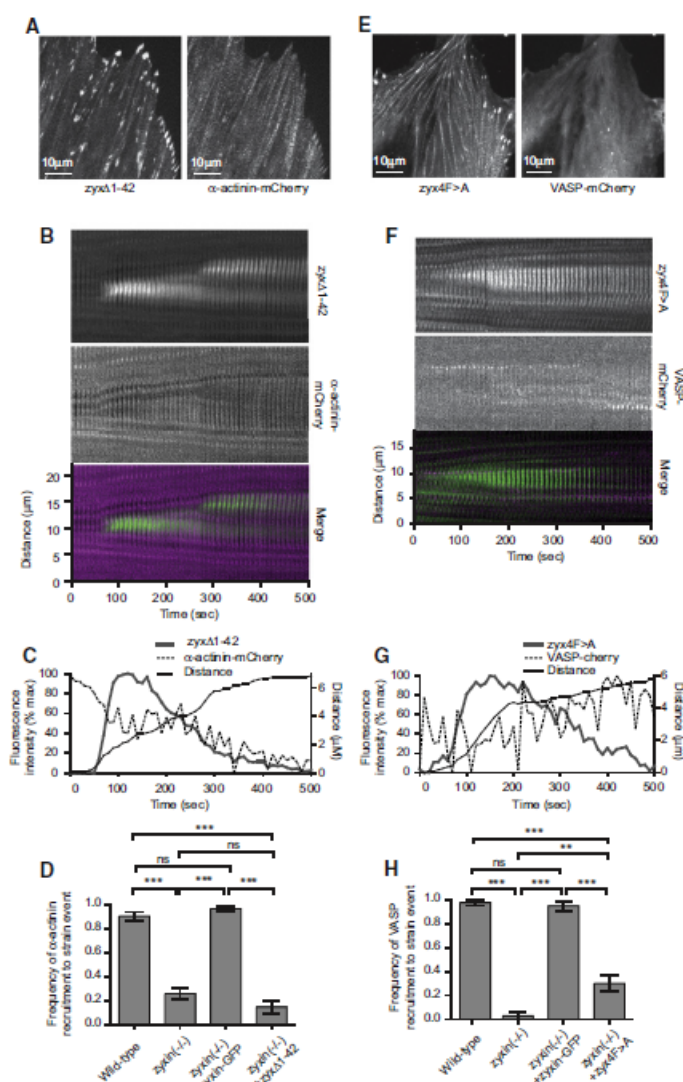 A
10µm
10µm
zyxΔ1-42
α-actinin-mCherry
B
zyxΔ1-42
α-actinin-
mCherry
Merge
Distance (µm)
20
15
10
5
0
0 100 200 300 400 500
Time (sec)
C
zyxΔ1-42
α-actinin-mCherry
Distance
Fluorescence
intensity (% max)
100
80
60
40
20
0
6
4
2
0
Distance (µM)
0 100 200 300 400 500
Time (sec)
D
***
ns
ns
*** *** ***
Frequency of α-actinin
recruitment to strain event
1.0
0.8
0.6
0.4
0.2
0.0
Wild-type
zyxin(-/-)
zyxin(-/-)
zyxin(-/-)
E
10µm
10µm
zyx4F>A
VASP-mCherry
F
zyx4F>A
VASP-
mCherry
Merge
Distance (µm)
15
10
5
0
0 100 200 300 400 500
Time (sec)
G
zyx4F>A
VASP-cherry
Distance
Fluorescence
intensity (% max)
100
80
60
40
20
0
6
4
2
0
Distance (µm)
0 100 200 300 400 500
Time (sec)
H
***
**
ns
*** *** ***
Frequency of VASP
recruitment to strain event
1.0
0.8
0.6
0.4
0.2
0.0
Wild-type
zyxin(-/-)
zyxin(-/-)
+zyxin-GFP
zyxin(-/-)
+zyx4F>A